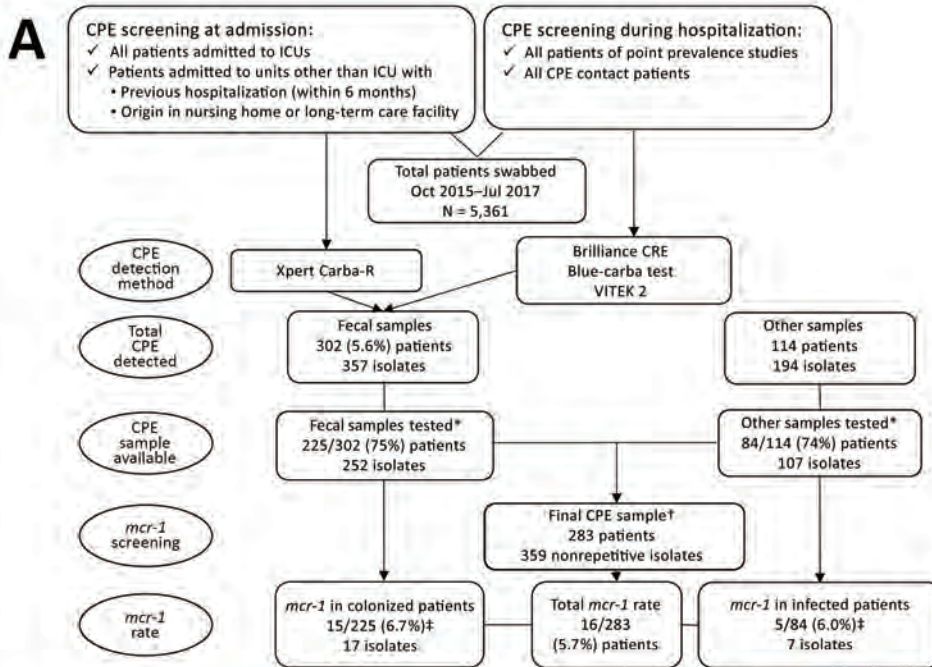 A
CPE screening at admission:
✓ All patients admitted to ICUs
✓ Patients admitted to units other than ICU with
• Previous hospitalization (within 6 months)
• Origin in nursing home or long-term care facility
CPE screening during hospitalization:
✓ All patients of point prevalence studies
✓ All CPE contact patients
Total patients swabbed
Oct 2015–Jul 2017
N = 5,361
CPE
detection
method
Xpert Carba-R
Brilliance CRE
Blue-carba test
VITEK 2
Total
CPE
detected
Fecal samples
302 (5.6%) patients
357 isolates
Other samples
114 patients
194 isolates
CPE
sample
available
Fecal samples tested*
225/302 (75%) patients
252 isolates
Other samples tested*
84/114 (74%) patients
107 isolates
mcr-1
screening
Final CPE sample†
283 patients
359 nonrepetitive isolates
mcr-1
rate
mcr-1 in colonized patients
15/225 (6.7%)‡
17 isolates
Total mcr-1 rate
16/283
(5.7%) patients
mcr-1 in infected patients
5/84 (6.0%)‡
7 isolates